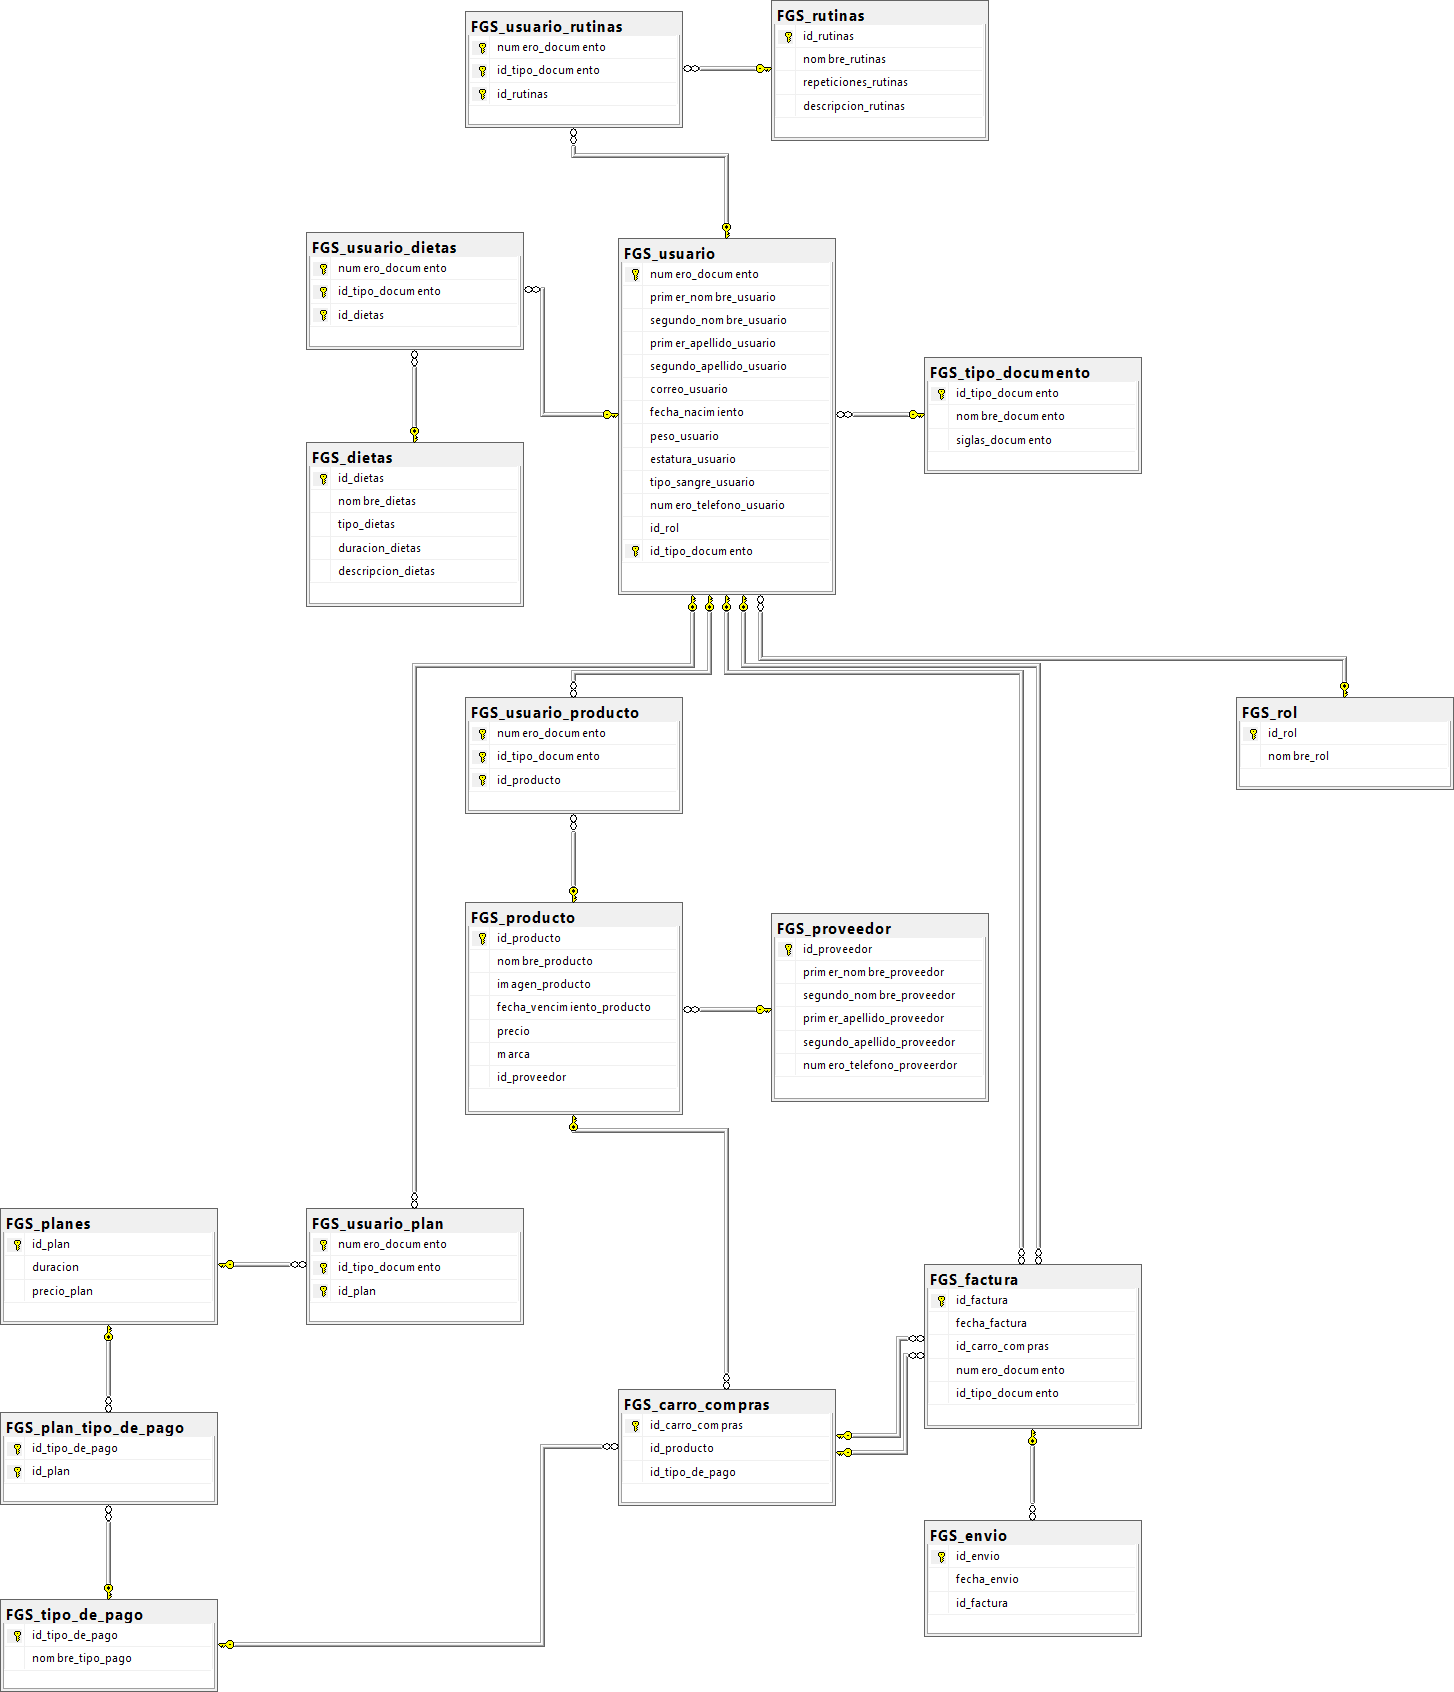 FGS_usuario_rutinas
numero_documento
id_tipo_documento
id_rutinas
FGS_rutinas
id_rutinas
nombre_rutinas
repeticiones_rutinas
descripcion_rutinas
FGS_usuario_dietas
numero_documento
id_tipo_documento
id_dietas
FGS_usuario
numero_documento
primer_nombre_usuario
segundo_nombre_usuario
primer_apellido_usuario
segundo_apellido_usuario
correo_usuario
fecha_nacimiento
peso_usuario
estatura_usuario
tipo_sangre_usuario
numero_telefono_usuario
id_rol
id_tipo_documento
FGS_tipo_documento
id_tipo_documento
nombre_documento
siglas_documento
FGS_dietas
id_dietas
nombre_dietas
tipo_dietas
duracion_dietas
descripcion_dietas
FGS_usuario_producto
numero_documento
id_tipo_documento
id_producto
FGS_rol
id_rol
nombre_rol
FGS_producto
id_producto
nombre_producto
imagen_producto
fecha_vencimiento_producto
precio
marca
id_proveedor
FGS_proveedor
id_proveedor
primer_nombre_proveedor
segundo_nombre_proveedor
primer_apellido_proveedor
segundo_apellido_proveedor
numero_telefono_proveerdor
FGS_planes
id_plan
duracion
precio_plan
FGS_usuario_plan
numero_documento
id_tipo_documento
id_plan
FGS_factura
id_factura
fecha_factura
id_carro_compras
numero_documento
id_tipo_documento
FGS_carro_compras
id_carro_compras
id_producto
id_tipo_de_pago
FGS_plan_tipo_de_pago
id_tipo_de_pago
id_plan
FGS_envio
id_envio
fecha_envio
id_factura
FGS_tipo_de_pago
id_tipo_de_pago
nombre_tipo_pago